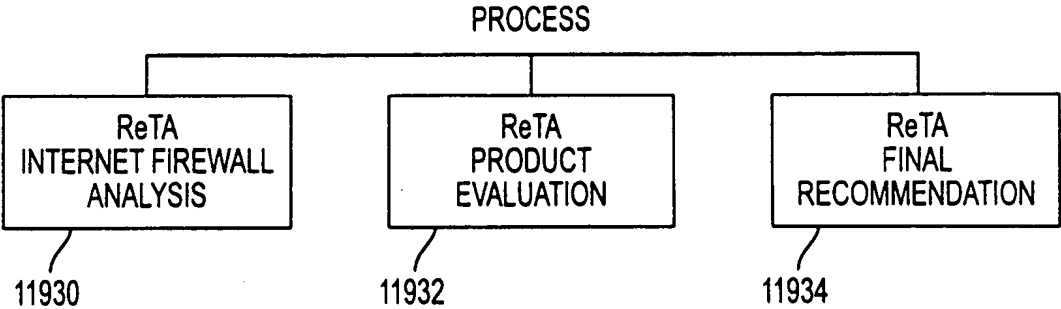 PROCESS
ReTA
INTERNET FIREWALL
ANALYSIS
ReTA
PRODUCT
EVALUATION
ReTA
FINAL
RECOMMENDATION
11930
11932
11934